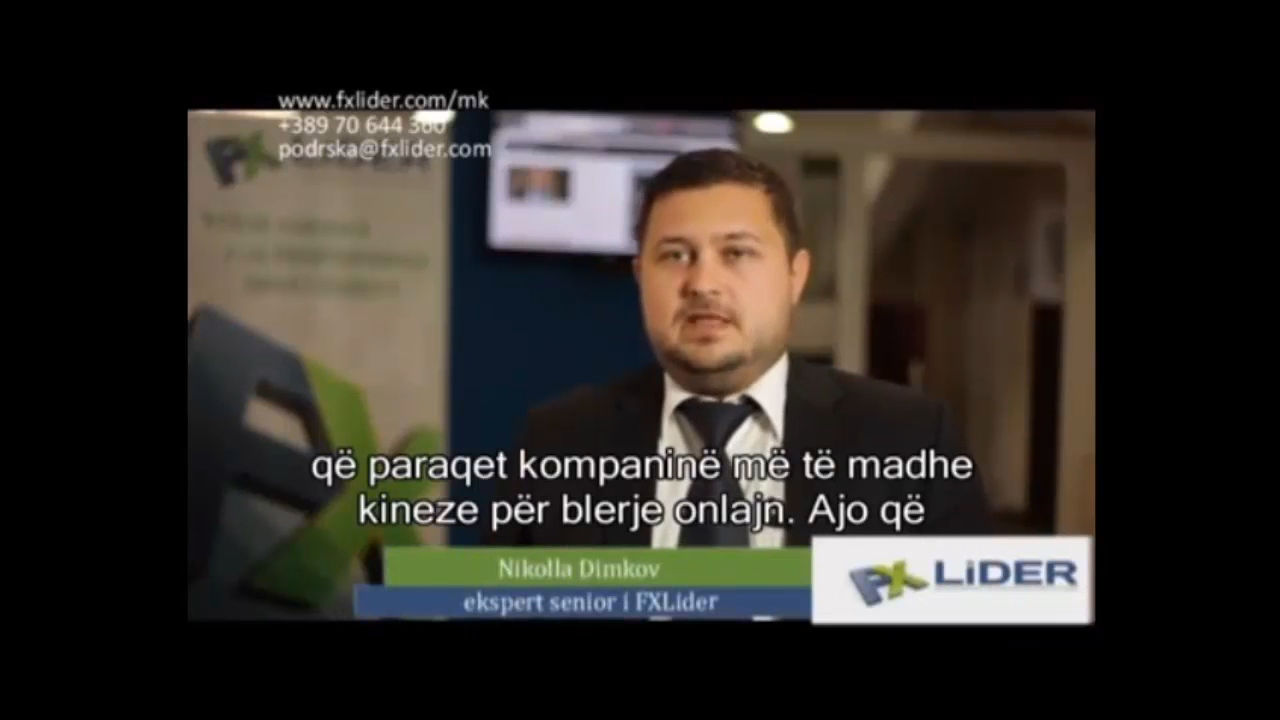 www.fxlider.com/mk
+389 70 644 360
podrska@fxlider.com
që paraqet kompaninë më të madhe
kineze për blerje onlajn. Ajo që
Nikolla Dimkov
ekspert senior i FXLider
FX LiDER